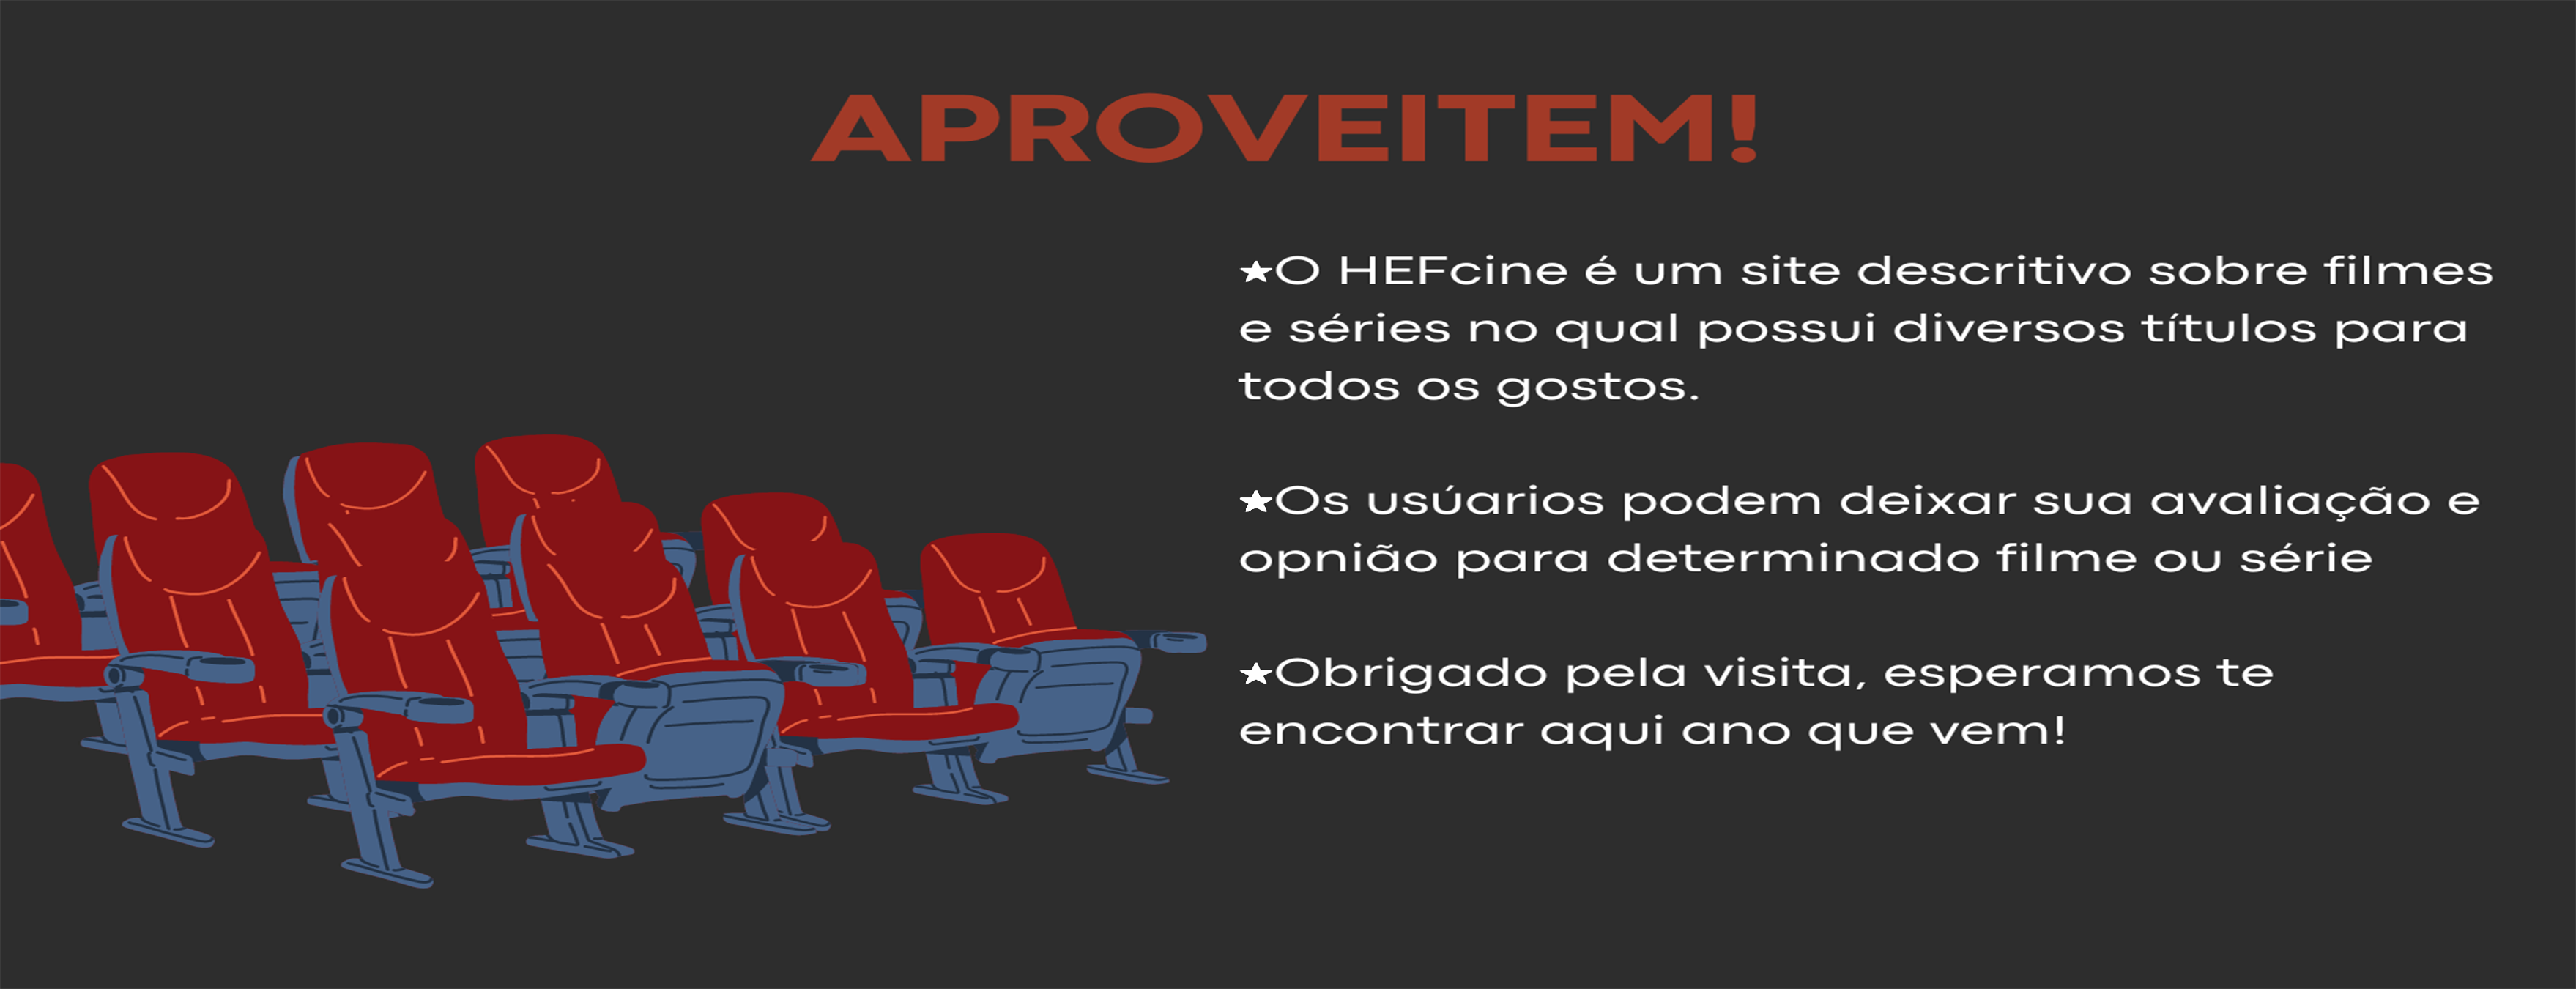 APROVEITEM!
★O HEFcine é um site descritivo sobre filmes
e séries no qual possui diversos títulos para
todos os gostos.
★Os usúarios podem deixar sua avaliação e
opnião para determinado filme ou série
★Obrigado pela visita, esperamos te
encontrar aqui ano que vem!